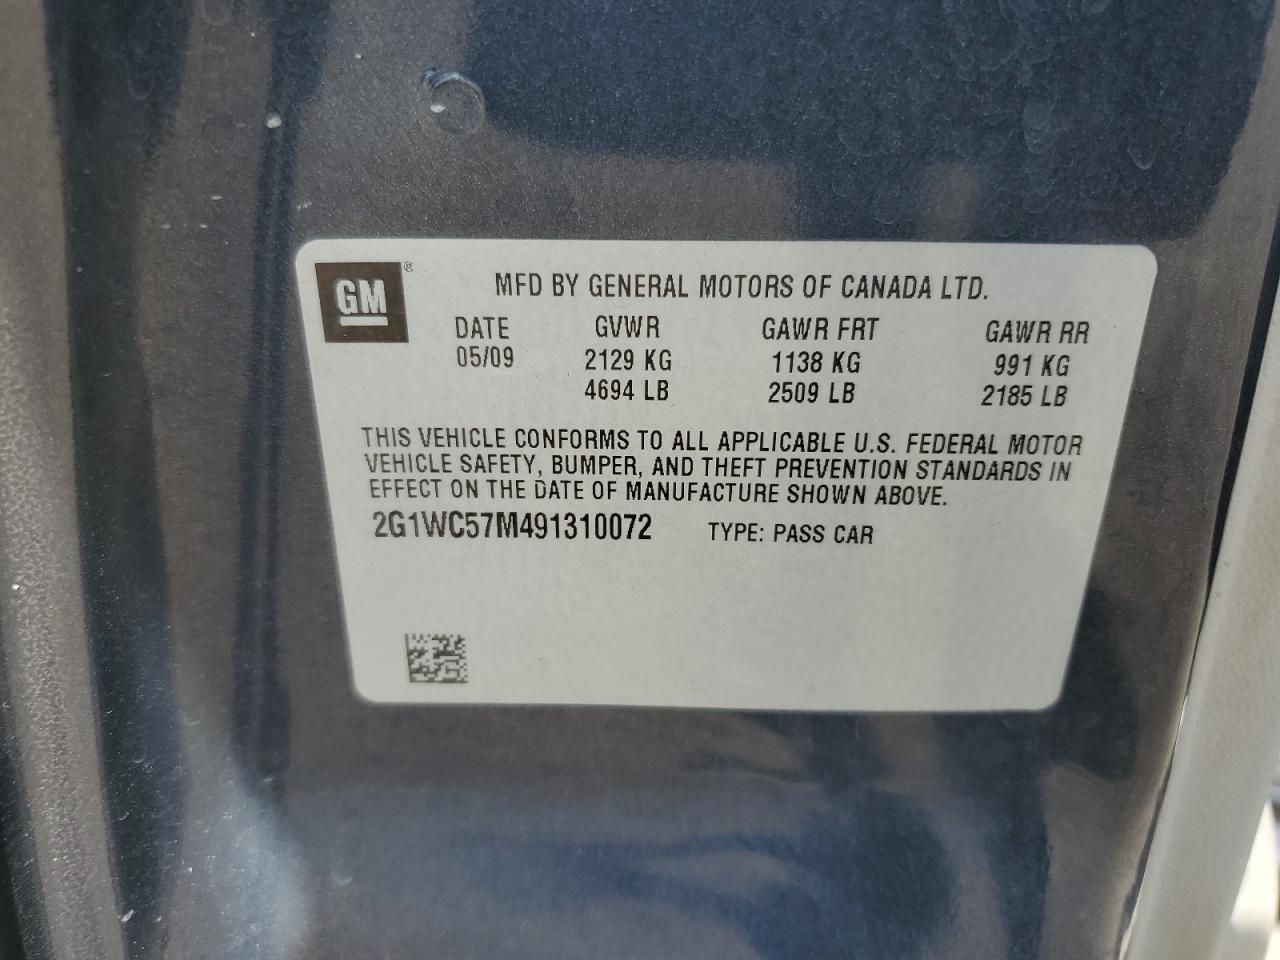 GM ®
MFD BY GENERAL MOTORS OF CANADA LTD.
DATE GVWR GAWR FRT GAWR RR
05/09 2129 KG 1138 KG 991 KG
4694 LB 2509 LB 2185 LB
THIS VEHICLE CONFORMS TO ALL APPLICABLE U.S. FEDERAL MOTOR
VEHICLE SAFETY, BUMPER, AND THEFT PREVENTION STANDARDS IN
EFFECT ON THE DATE OF MANUFACTURE SHOWN ABOVE.
2G1WC57M491310072 TYPE: PASS CAR